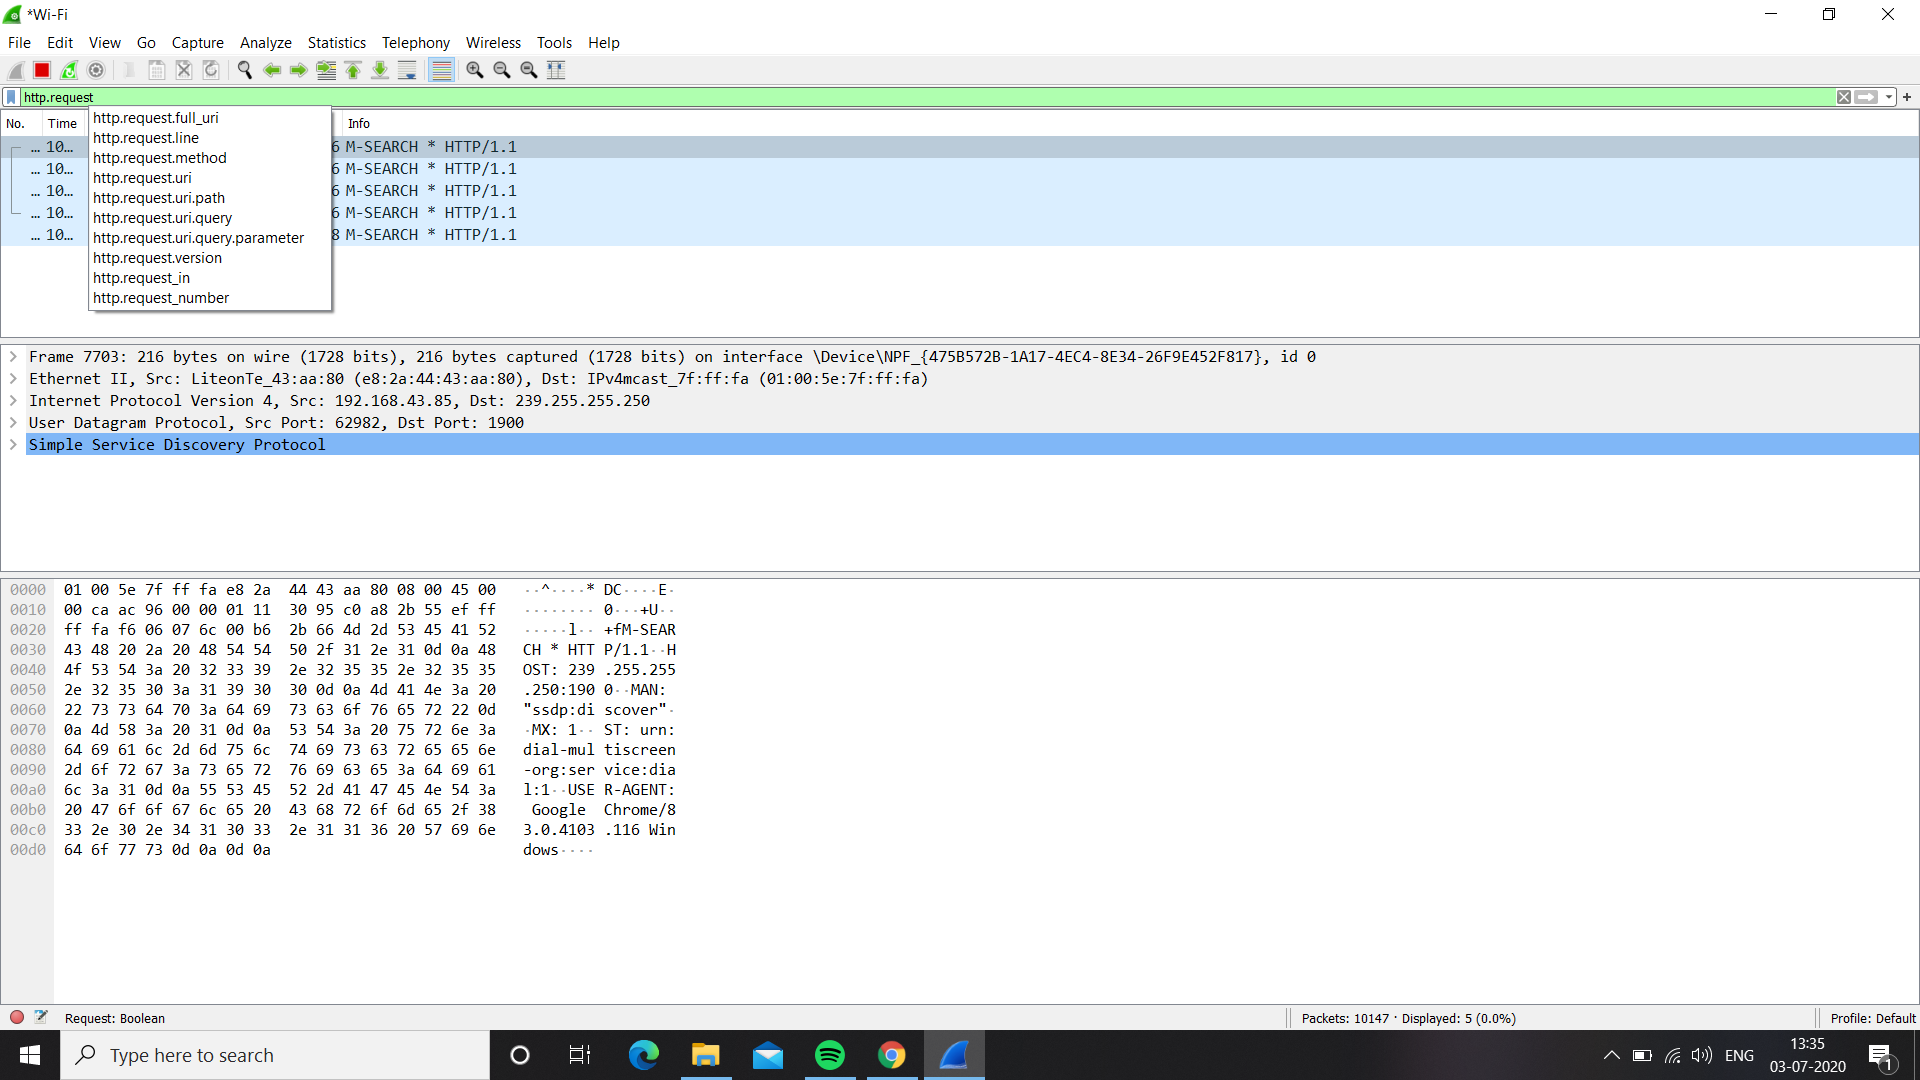 *Wi-Fi
File Edit View Go Capture Analyze Statistics Telephony Wireless Tools Help
http.request
No. Time Info
http.request.full_uri
http.request.line
http.request.method
http.request.uri
http.request.uri.path
http.request.uri.query
http.request.uri.query.parameter
http.request.version
http.request_in
http.request_number
... 10... 6 M-SEARCH * HTTP/1.1
... 10... 6 M-SEARCH * HTTP/1.1
... 10... 6 M-SEARCH * HTTP/1.1
... 10... 6 M-SEARCH * HTTP/1.1
... 10... 8 M-SEARCH * HTTP/1.1
Frame 7703: 216 bytes on wire (1728 bits), 216 bytes captured (1728 bits) on interface \Device\NPF_{475B572B-1A17-4EC4-8E34-26F9E452F817}, id 0
Ethernet II, Src: LiteonTe_43:aa:80 (e8:2a:44:43:aa:80), Dst: IPv4mcast_7f:ff:fa (01:00:5e:7f:ff:fa)
Internet Protocol Version 4, Src: 192.168.43.85, Dst: 239.255.255.250
User Datagram Protocol, Src Port: 62982, Dst Port: 1900
Simple Service Discovery Protocol
0000 01 00 5e 7f ff fa e8 2a 44 43 aa 80 08 00 45 00 ··^····* DC····E·
0010 00 ca ac 96 00 00 01 11 30 95 c0 a8 2b 55 ef ff ········ 0···+U··
0020 ff fa f6 06 07 6c 00 b6 2b 66 4d 2d 53 45 41 52 ·····l·· +fM-SEAR
0030 43 48 20 2a 20 48 54 54 50 2f 31 2e 31 0d 0a 48 CH * HTT P/1.1··H
0040 4f 53 54 3a 20 32 33 39 2e 32 35 35 2e 32 35 35 OST: 239 .255.255
0050 2e 32 35 30 3a 31 39 30 30 0d 0a 4d 41 4e 3a 20 .250:190 0··MAN:
0060 22 73 73 64 70 3a 64 69 73 63 6f 76 65 72 22 0d "ssdp:di scover"·
0070 0a 4d 58 3a 20 31 0d 0a 53 54 3a 20 75 72 6e 3a ·MX: 1·· ST: urn:
0080 64 69 61 6c 2d 6d 75 6c 74 69 73 63 72 65 65 6e dial-mul tiscreen
0090 2d 6f 72 67 3a 73 65 72 76 69 63 65 3a 64 69 61 -org:ser vice:dia
00a0 6c 3a 31 0d 0a 55 53 45 52 2d 41 47 45 4e 54 3a l:1··USE R-AGENT:
00b0 20 47 6f 6f 67 6c 65 20 43 68 72 6f 6d 65 2f 38 Google Chrome/8
00c0 33 2e 30 2e 34 31 30 33 2e 31 31 36 20 57 69 6e 3.0.4103 .116 Win
00d0 64 6f 77 73 0d 0a 0d 0a dows····
Request: Boolean Packets: 10147 · Displayed: 5 (0.0%) Profile: Default
Type here to search ENG 13:35
03-07-2020
1